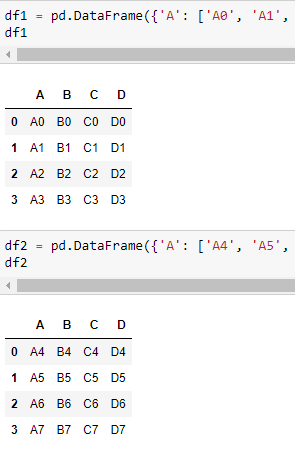 df1 = pd.DataFrame({'A': ['A0', 'A1',
df1
A B C D
0 A0 B0 C0 D0
1 A1 B1 C1 D1
2 A2 B2 C2 D2
3 A3 B3 C3 D3
df2 = pd.DataFrame({'A': ['A4', 'A5',
df2
A B C D
0 A4 B4 C4 D4
1 A5 B5 C5 D5
2 A6 B6 C6 D6
3 A7 B7 C7 D7